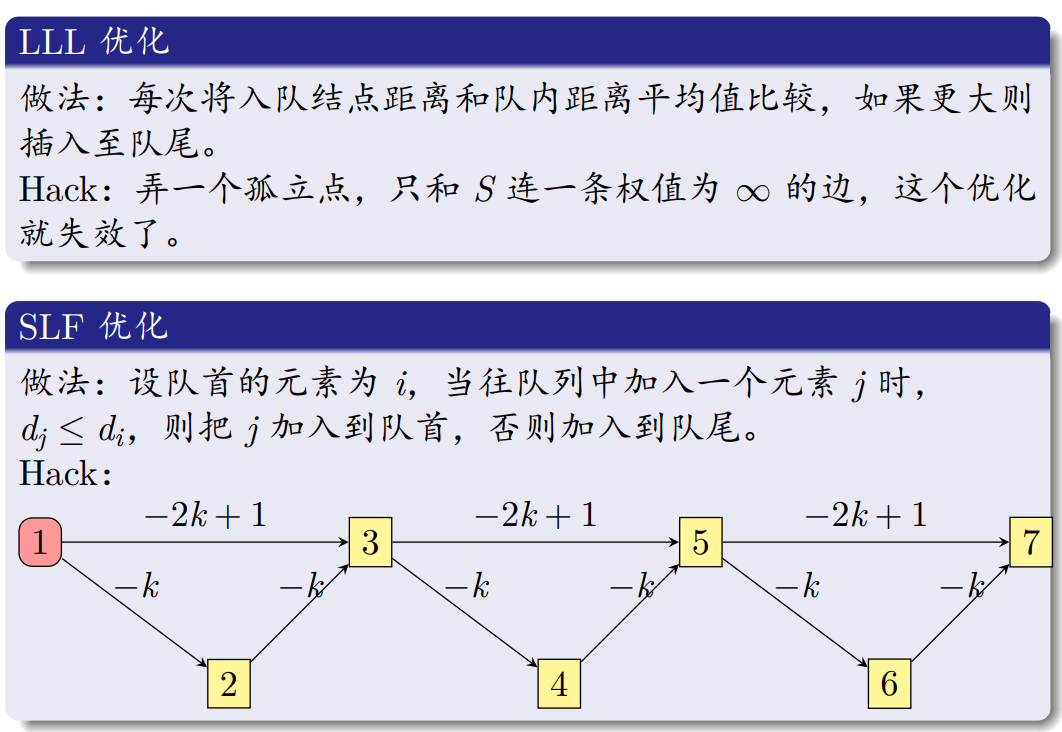 LLL 优化
做法：每次将入队结点距离和队内距离平均值比较，如果更大则
插入至队尾。
Hack：弄一个孤立点，只和 S 连一条权值为 ∞ 的边，这个优化
就失效了。
SLF 优化
做法：设队首的元素为 i，当往队列中加入一个元素 j 时，
dj ≤ di，则把 j 加入到队首，否则加入到队尾。
Hack：
−2k + 1 −2k + 1 −2k + 1
1 3 5 7
−k −k −k −k −k −k
2 4 6